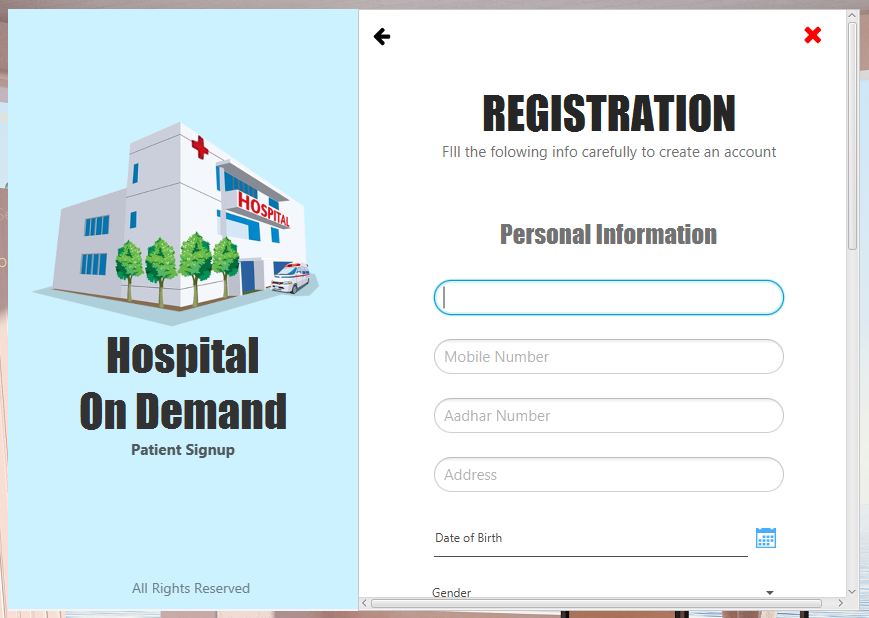 HOSPITAL
Hospital
On Demand
Patient Signup
All Rights Reserved
REGISTRATION
FIll the folowing info carefully to create an account
Personal Information
Mobile Number
Aadhar Number
Address
Date of Birth
Gender